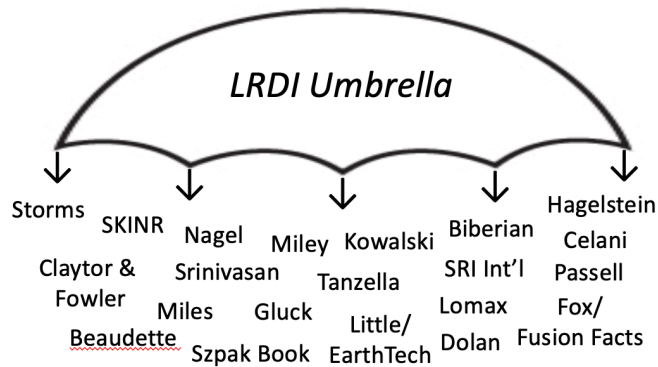 LRDI Umbrella
Storms
SKINR
Nagel
Miley
Kowalski
Biberian
Hagelstein
Celani
Claytor &
Fowler
Srinivasan
Tanzella
SRI Int'l
Passell
Beaudette
Miles
Gluck
Little/
EarthTech
Lomax
Fox/
Fusion Facts
Szpak Book
Dolan